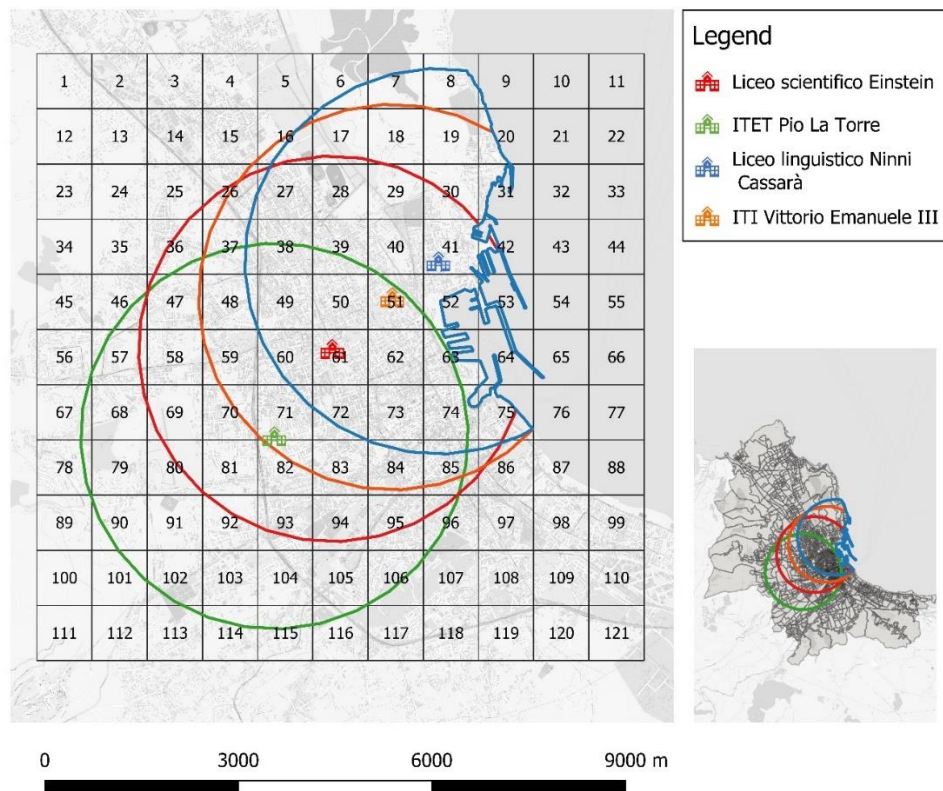 Legend
Liceo scientifico Einstein
ITET Pio La Torre
Liceo linguistico Ninni
Cassarà
ITI Vittorio Emanuele III
1 2 3 4 5 6 7 8 9 10 11
12 13 14 15 16 17 18 19 20 21 22
23 24 25 26 27 28 29 30 31 32 33
34 35 36 37 38 39 40 41 42 43 44
45 46 47 48 49 50 51 52 53 54 55
56 57 58 59 60 61 62 63 64 65 66
67 68 69 70 71 72 73 74 75 76 77
78 79 80 81 82 83 84 85 86 87 88
89 90 91 92 93 94 95 96 97 98 99
100 101 102 103 104 105 106 107 108 109 110
111 112 113 114 115 116 117 118 119 120 121
0 3000 6000 9000 m